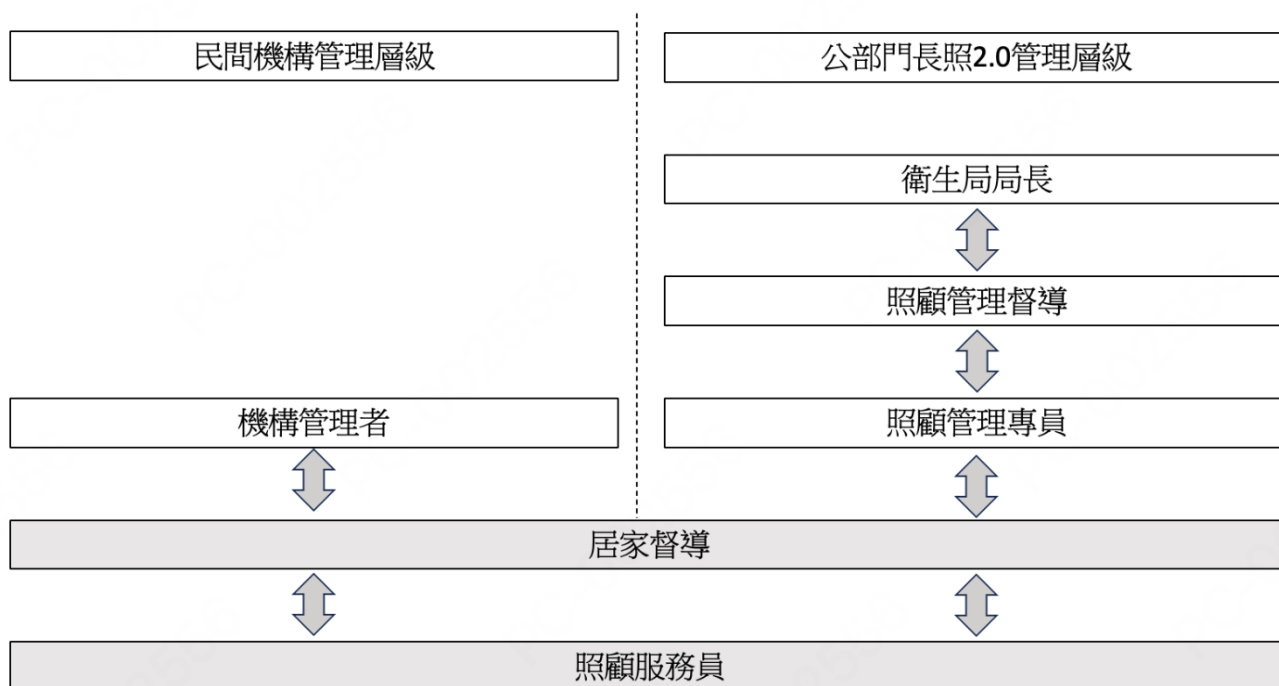 民間機構管理層級
公部門長照2.0管理層級
衛生局局長
照顧管理督導
機構管理者
照顧管理專員
居家督導
照顧服務員